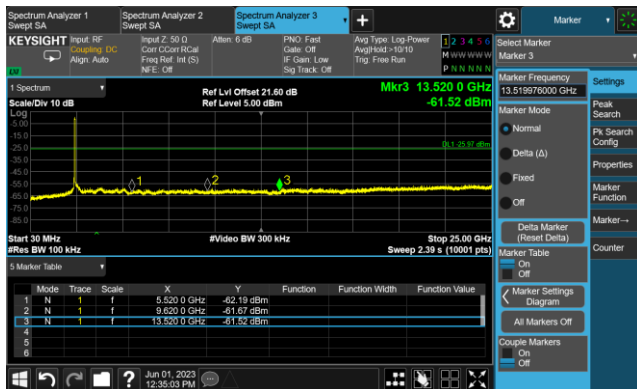 Spectrum Analyzer 1
Swept SA
Spectrum Analyzer 2
Swept SA
Spectrum Analyzer 3
Swept SA
Marker
KEYSIGHT
Input: RF
Coupling: DC
Align: Auto
Input Z: 50 Ω
Corr CCorr RCal
Freq Ref: Int (S)
NFE: Off
Atten: 6 dB
PNO: Fast
Gate: Off
IF Gain: Low
Sig Track: Off
Avg Type: Log-Power
Avg|Hold:>10/10
Trig: Free Run
1 2 3 4 5 6
M W W W W W
P N N N N N
Select Marker
Marker 3
1 Spectrum
Scale/Div 10 dB
Ref Lvl Offset 21.60 dB
Ref Level 5.00 dBm
Mkr3 13.520 0 GHz
-61.52 dBm
Log
-5.00
-15.0
-25.0
-35.0
-45.0
-55.0
-65.0
-75.0
-85.0
DL1 -25.97 dBm
1
2
3
Start 30 MHz
#Res BW 100 kHz
#Video BW 300 kHz
Stop 25.00 GHz
Sweep 2.39 s (10001 pts)
5 Marker Table
Mode Trace Scale X Y Function Function Width Function Value
1 N 1 f 5.520 0 GHz -62.19 dBm
2 N 1 f 9.620 0 GHz -61.67 dBm
3 N 1 f 13.520 0 GHz -61.52 dBm
4
5
6
Marker Frequency
13.519976000 GHz
Marker Mode
Normal
Delta (Δ)
Fixed
Off
Delta Marker
(Reset Delta)
Marker Table
On
Off
Marker Settings
Diagram
All Markers Off
Couple Markers
On
Off
Settings
Peak
Search
Pk Search
Config
Properties
Marker
Function
Marker→
Counter
?
Jun 01, 2023
12:35:03 PM